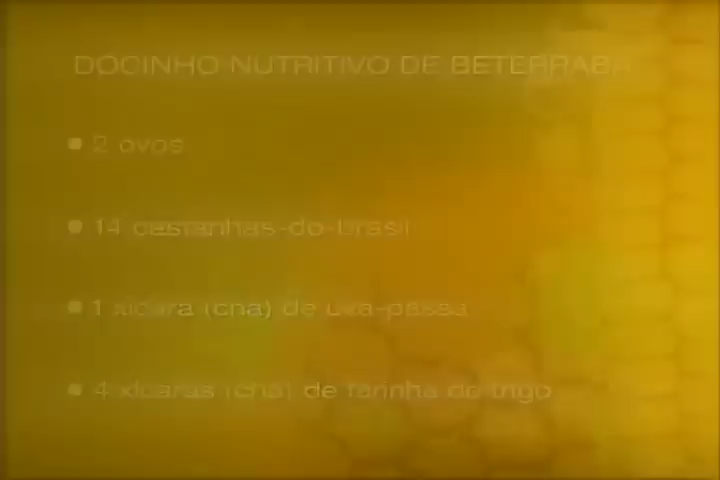 DOCINHO NUTRITIVO DE BETERRABA
2 ovos
14 castanhas-do-brasil
1 xícara (chá) de uva-passa
4 xícaras (chá) de farinha do trigo